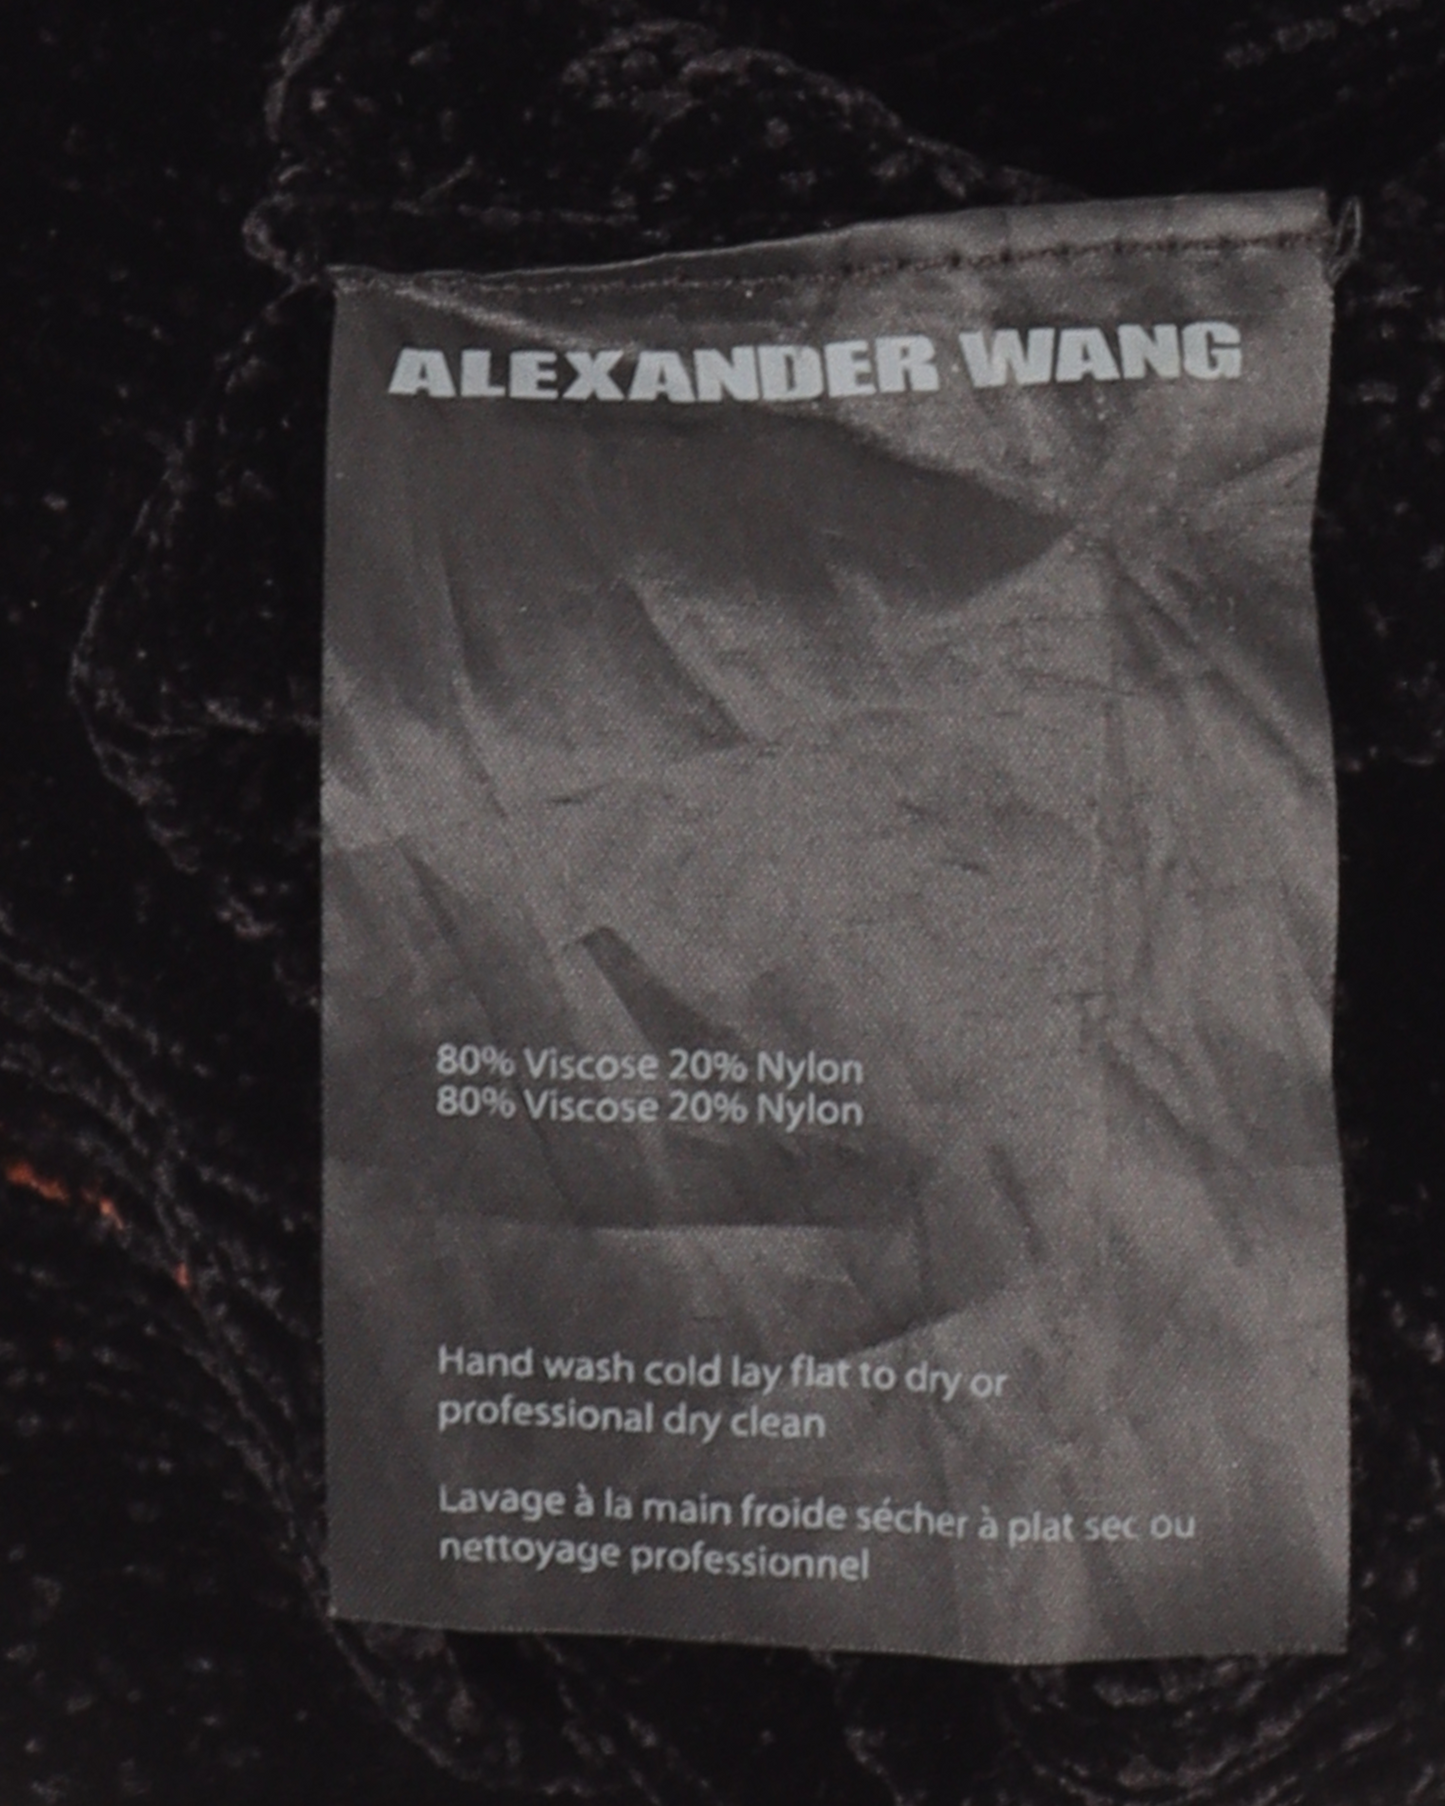 ALEXANDER WANG
80% Viscose 20% Nylon
80% Viscose 20% Nylon
Hand wash cold lay flat to dry or
professional dry clean
Lavage à la main froide sécher à plat sec ou
nettoyage professionnel